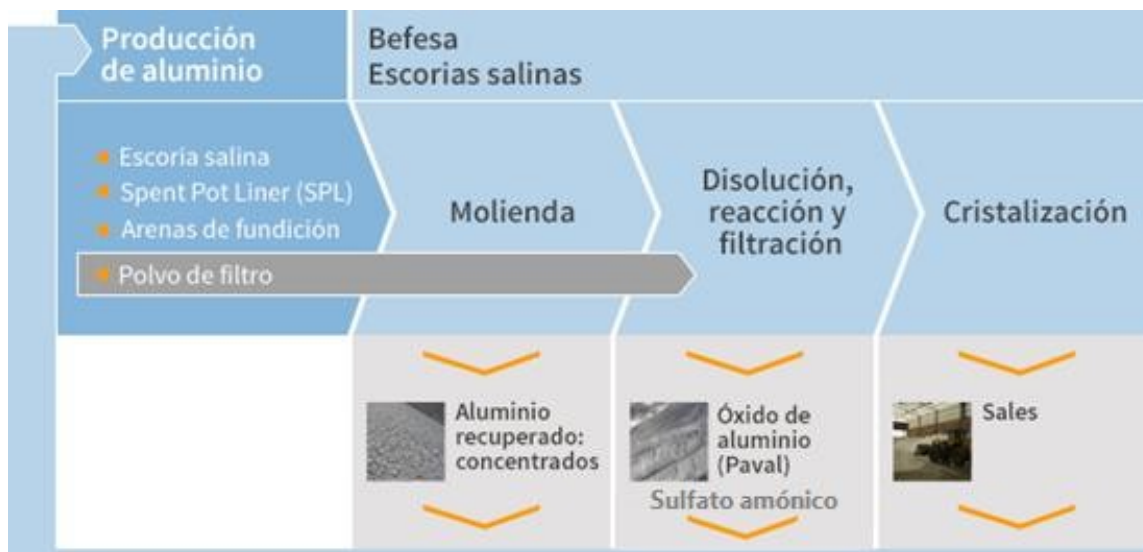 Producción
de aluminio
Befesa
Escorias salinas
Escoria salina
Spent Pot Liner (SPL)
Arenas de fundición
Polvo de filtro
Molienda
Disolución,
reacción y
filtración
Cristalización
Aluminio
recuperado:
concentrados
Óxido de
aluminio
(Paval)
Sulfato amónico
Sales